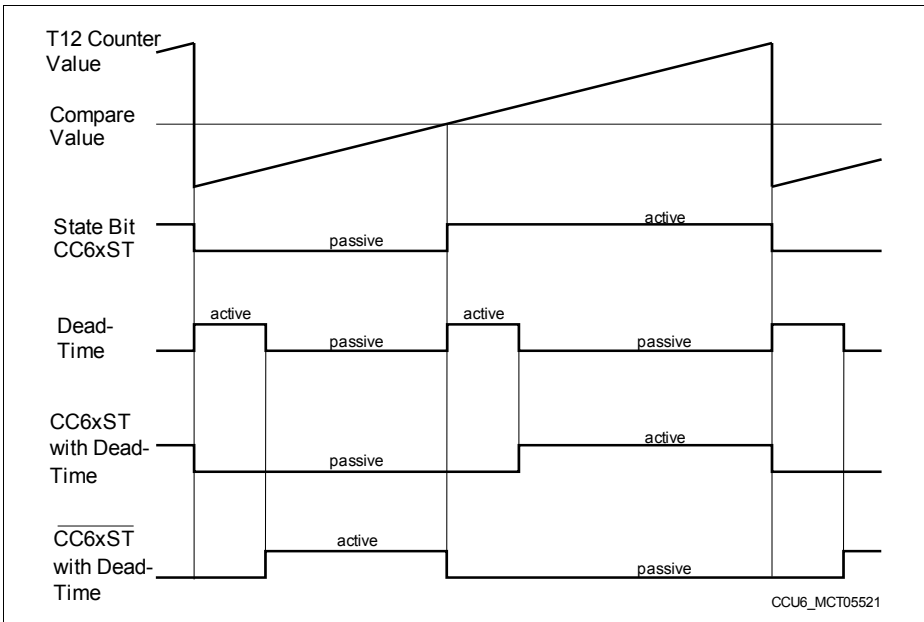 T12 Counter
Value
Compare
Value
State Bit
CC6xST
passive
active
Dead-
Time
active
passive
active
passive
CC6xST
with Dead-
Time
passive
active
CC6xST
with Dead-
Time
active
passive
CCU6_MCT05521